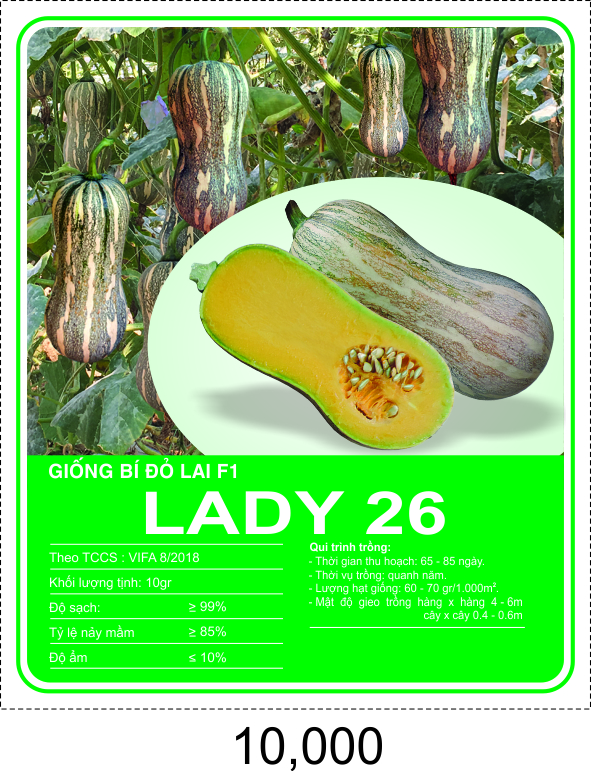 GIỐNG BÍ ĐỎ LAI F1
LADY 26
Theo TCCS : VIFA 8/2018
Khối lượng tịnh: 10gr
Độ sạch: ≥ 99%
Tỷ lệ nảy mầm ≥ 85%
Độ ẩm ≤ 10%
Qui trình trồng:
- Thời gian thu hoạch: 65 - 85 ngày.
- Thời vụ trồng: quanh năm.
- Lượng hạt giống: 60 - 70 gr/1.000m².
- Mật độ gieo trồng hàng x hàng 4 - 6m
cây x cây 0.4 - 0.6m
10,000